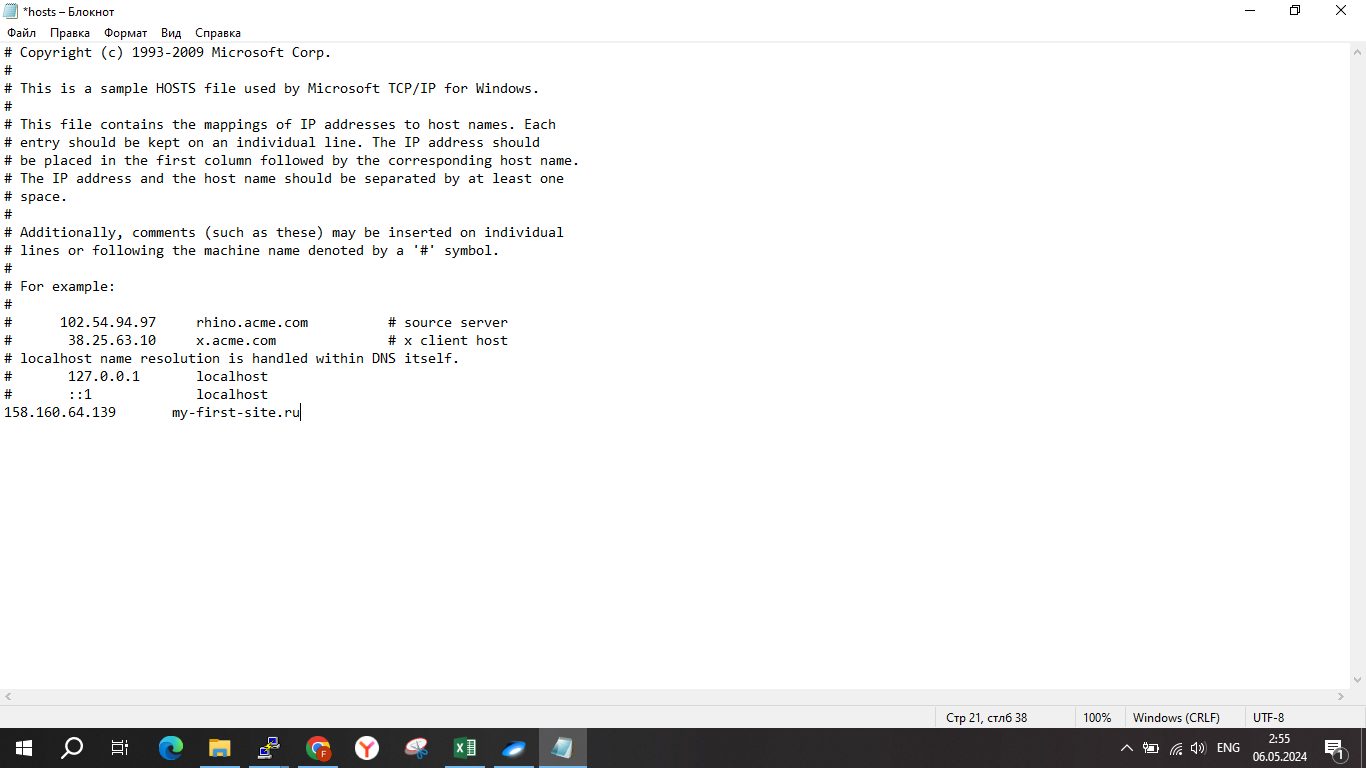 *hosts – Блокнот
Файл Правка Формат Вид Справка
# Copyright (c) 1993-2009 Microsoft Corp.
#
# This is a sample HOSTS file used by Microsoft TCP/IP for Windows.
#
# This file contains the mappings of IP addresses to host names. Each
# entry should be kept on an individual line. The IP address should
# be placed in the first column followed by the corresponding host name.
# The IP address and the host name should be separated by at least one
# space.
#
# Additionally, comments (such as these) may be inserted on individual
# lines or following the machine name denoted by a '#' symbol.
#
# For example:
#
#      102.54.94.97     rhino.acme.com          # source server
#       38.25.63.10     x.acme.com              # x client host
# localhost name resolution is handled within DNS itself.
#       127.0.0.1       localhost
#       ::1             localhost
158.160.64.139       my-first-site.ru
Стр 21, стлб 38 100% Windows (CRLF) UTF-8
ENG 2:55
06.05.2024 1